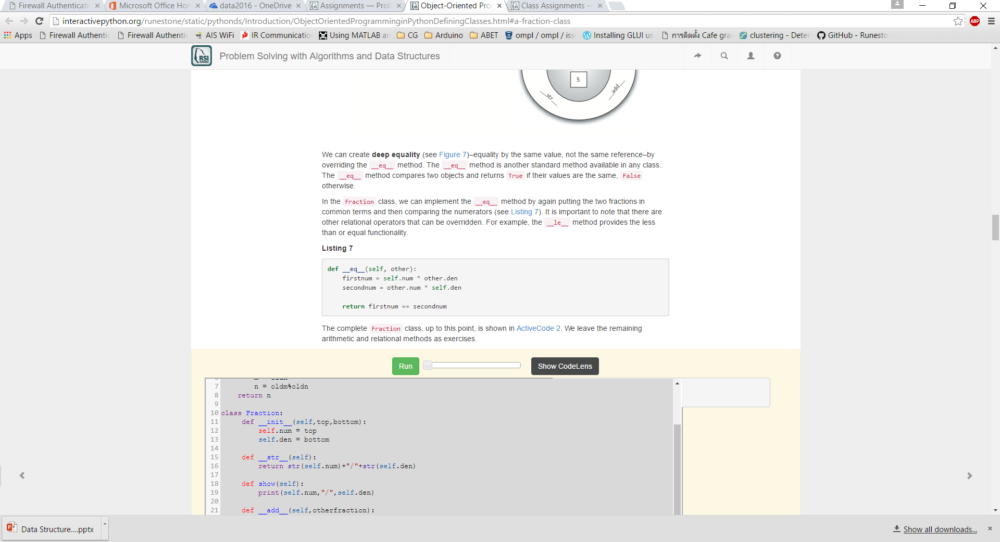 Firewall Authenticati
Microsoft Office Hon
data2016 - OneDrive
Assignments — Prob
Object-Oriented Pro
Class Assignments —
interactivepython.org/runestone/static/pythonds/Introduction/ObjectOrientedProgramminginPythonDefiningClasses.html#a-fraction-class
ABP
Apps
Firewall Authentic
Firewall Authentic
AIS WiFi
IR Communicatio
Using MATLAB an
CG
Arduino
ABET
ompl / ompl / iss
Installing GLUI us
การติดตั้ง Cafe gra
clustering - Deter
GitHub - Runesto
RSI
Problem Solving with Algorithms and Data Structures
5
__str__
__add__
We can create deep equality (see Figure 7)–equality by the same value, not the same reference–by
overriding the __eq__ method. The __eq__ method is another standard method available in any class.
The __eq__ method compares two objects and returns True if their values are the same, False
otherwise.
In the Fraction class, we can implement the __eq__ method by again putting the two fractions in
common terms and then comparing the numerators (see Listing 7). It is important to note that there are
other relational operators that can be overridden. For example, the __le__ method provides the less
than or equal functionality.
Listing 7
def __eq__(self, other):
firstnum = self.num * other.den
secondnum = other.num * self.den
return firstnum == secondnum
The complete Fraction class, up to this point, is shown in ActiveCode 2. We leave the remaining
arithmetic and relational methods as exercises.
Run
Show CodeLens
7 n = oldm%oldn
8 return n
9
10 class Fraction:
11 def __init__(self,top,bottom):
12 self.num = top
13 self.den = bottom
14
15 def __str__(self):
16 return str(self.num)+"/"+str(self.den)
17
18 def show(self):
19 print(self.num,"/",self.den)
20
21 def __add__(self,otherfraction):
Data Structure....pptx
Show all downloads...